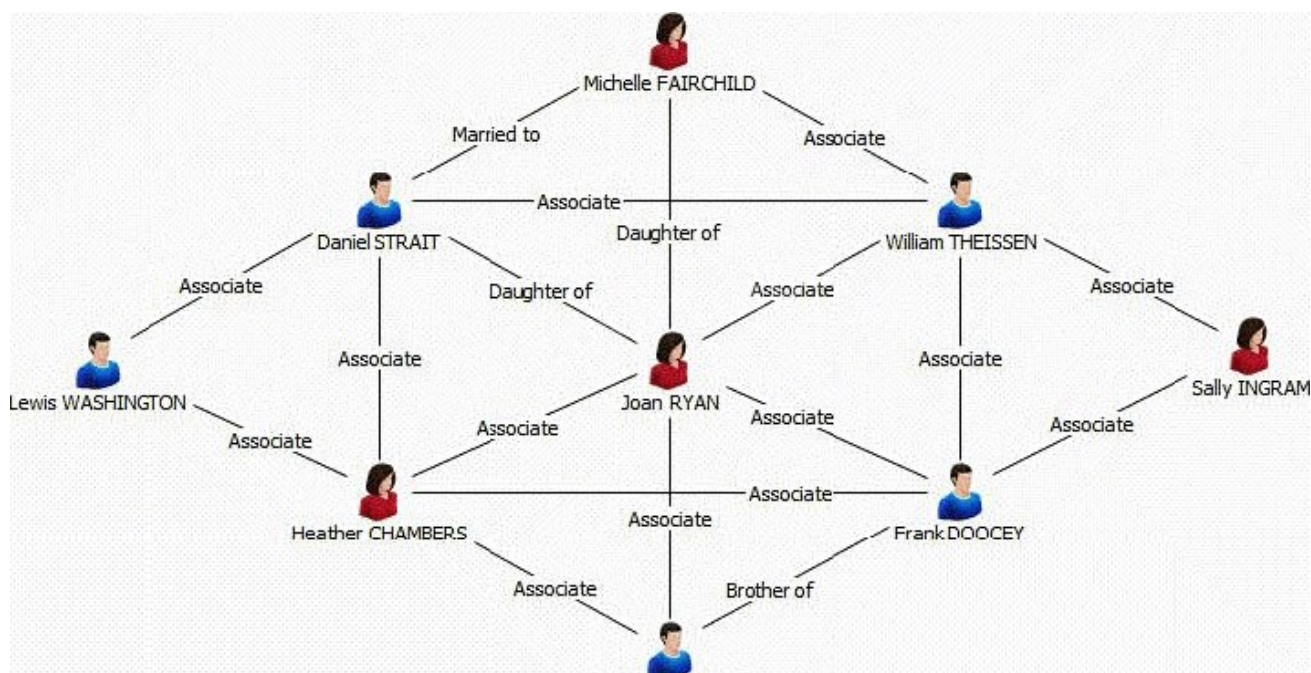 Michelle FAIRCHILD
Married to
Associate
Associate
Daniel STRAIT
Daughter of
William THEISSEN
Associate
Daughter of
Associate
Associate
Associate
Associate
Lewis WASHINGTON
Joan RYAN
Sally INGRAM
Associate
Associate
Associate
Associate
Associate
Associate
Heather CHAMBERS
Frank DOOCEY
Associate
Brother of